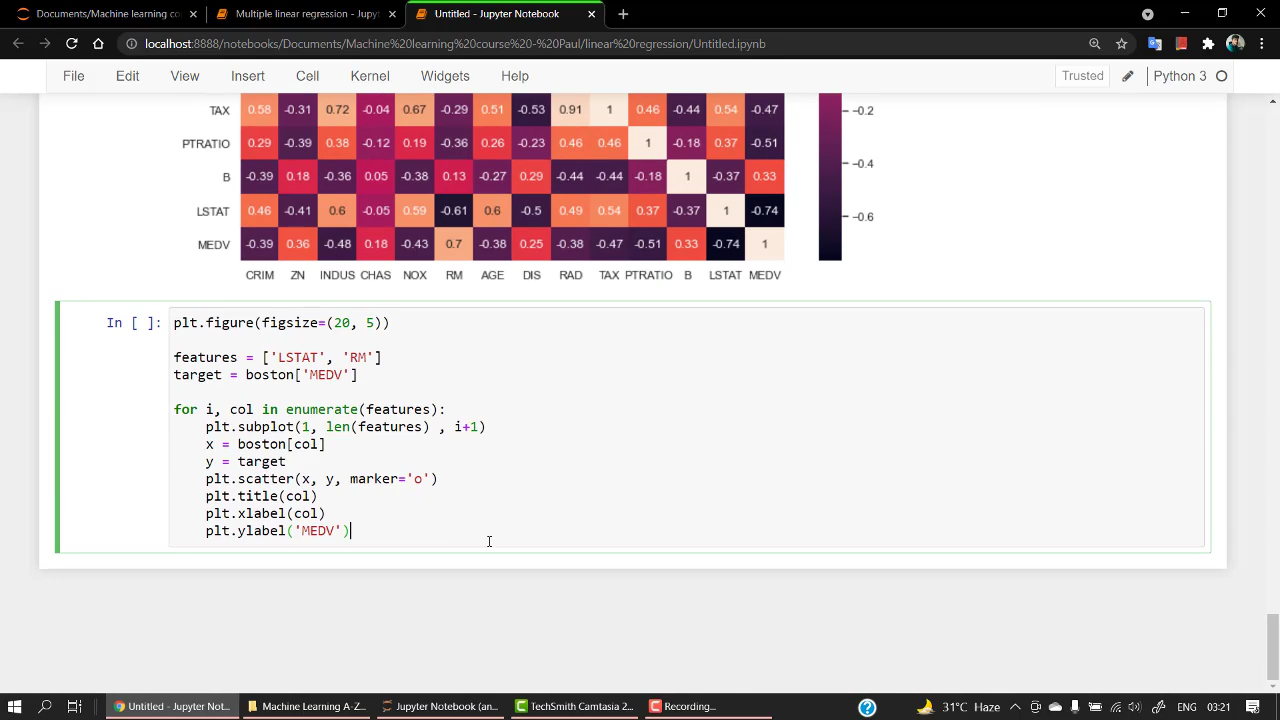 Documents/Machine learning co
Multiple linear regression - Jupyt
Untitled - Jupyter Notebook
localhost:8888/notebooks/Documents/Machine%20learning%20course%20-%20Paul/linear%20regression/Untitled.ipynb
File Edit View Insert Cell Kernel Widgets Help Trusted Python 3
TAX 0.58 -0.31 0.72 -0.04 0.67 -0.29 0.51 -0.53 0.91 1 0.46 -0.44 0.54 -0.47
−0.2
PTRATIO 0.29 -0.39 0.38 -0.12 0.19 -0.36 0.26 -0.23 0.46 0.46 1 -0.18 0.37 -0.51
−0.4
B -0.39 0.18 -0.36 0.05 -0.38 0.13 -0.27 0.29 -0.44 -0.44 -0.18 1 -0.37 0.33
LSTAT 0.46 -0.41 0.6 -0.05 0.59 -0.61 0.6 -0.5 0.49 0.54 0.37 -0.37 1 -0.74
−0.6
MEDV -0.39 0.36 -0.48 0.18 -0.43 0.7 -0.38 0.25 -0.38 -0.47 -0.51 0.33 -0.74 1
CRIM ZN INDUS CHAS NOX RM AGE DIS RAD TAX PTRATIO B LSTAT MEDV
In [ ]: plt.figure(figsize=(20, 5))
features = ['LSTAT', 'RM']
target = boston['MEDV']
for i, col in enumerate(features):
plt.subplot(1, len(features) , i+1)
x = boston[col]
y = target
plt.scatter(x, y, marker='o')
plt.title(col)
plt.xlabel(col)
plt.ylabel('MEDV')
Untitled - Jupyter Not...
Machine Learning A-Z...
Jupyter Notebook (an...
TechSmith Camtasia 2...
Recording...
31°C Haze
ENG 03:21